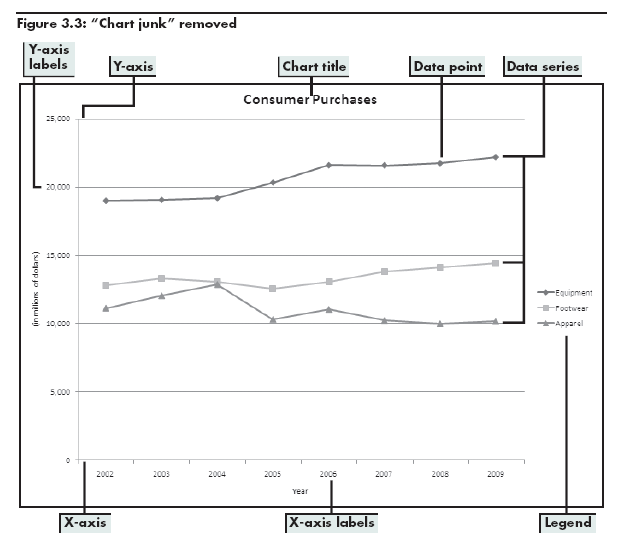 Figure 3.3: “Chart junk” removed
Y-axis
labels
Y-axis
Chart title
Data point
Data series
Consumer Purchases
25,000
20,000
15,000
10,000
5,000
0
(in millions of dollars)
Equipment
Footwear
Apparel
2002 2003 2004 2005 2006 2007 2008 2009
Year
X-axis
X-axis labels
Legend